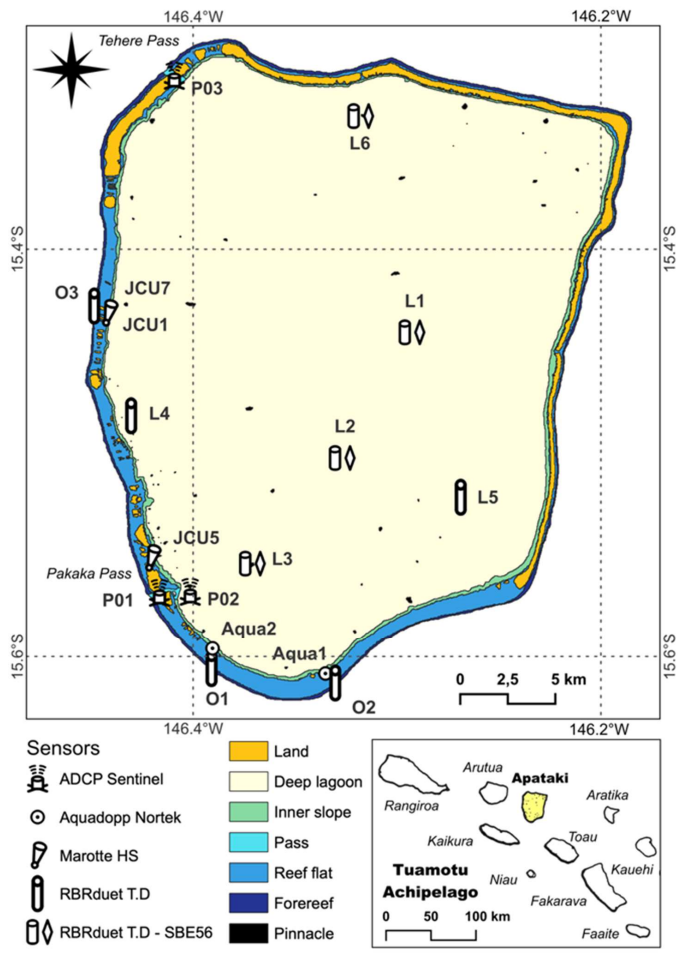 146.4°W 146.2°W
Tehere Pass
P03
L6
15.4°S 15.4°S
JCU7
O3
JCU1
L1
L4
L2
L5
JCU5
L3
Pakaka Pass
P01 P02
Aqua2
Aqua1
15.6°S 15.6°S
0 2,5 5 km
O1
O2
146.4°W 146.2°W
Sensors
ADCP Sentinel
Aquadopp Nortek
Marotte HS
RBRduet T.D
RBRduet T.D - SBE56
Land
Deep lagoon
Inner slope
Pass
Reef flat
Forereef
Pinnacle
Arutua
Apataki
Rangiroa
Aratika
Kaikura
Toau
Kauehi
Niau
Tuamotu
Achipelago
Fakarava
0 50 100 km
Faaite